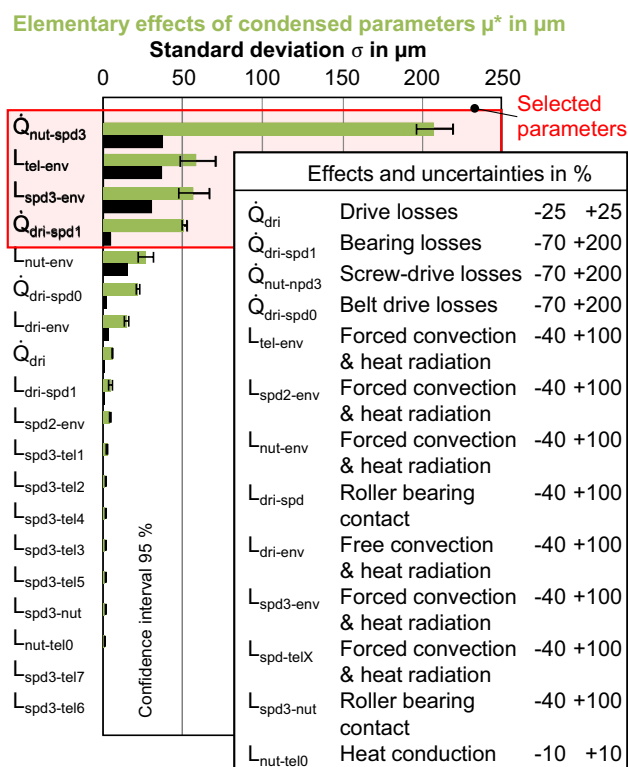 Elementary effects of condensed parameters µ* in µm
Standard deviation σ in µm
0 50 100 150 200 250
Selected parameters
Q̇nut-spd3
Ltel-env
Lspd3-env
Q̇dri-spd1
Lnut-env
Q̇dri-spd0
Ldri-env
Q̇dri
Ldri-spd1
Lspd2-env
Lspd3-tel1
Lspd3-tel2
Lspd3-tel4
Lspd3-tel3
Lspd3-tel5
Lspd3-nut
Lnut-tel0
Lspd3-tel7
Lspd3-tel6
Confidence interval 95 %
Effects and uncertainties in %
Q̇dri Drive losses -25 +25
Q̇dri-spd1 Bearing losses -70 +200
Q̇nut-npd3 Screw-drive losses -70 +200
Q̇dri-spd0 Belt drive losses -70 +200
Ltel-env Forced convection -40 +100
& heat radiation
Lspd2-env Forced convection -40 +100
& heat radiation
Lnut-env Forced convection -40 +100
& heat radiation
Ldri-spd Roller bearing -40 +100
contact
Ldri-env Free convection -40 +100
& heat radiation
Lspd3-env Forced convection -40 +100
& heat radiation
Lspd-telX Forced convection -40 +100
& heat radiation
Lspd3-nut Roller bearing -40 +100
contact
Lnut-tel0 Heat conduction -10 +10